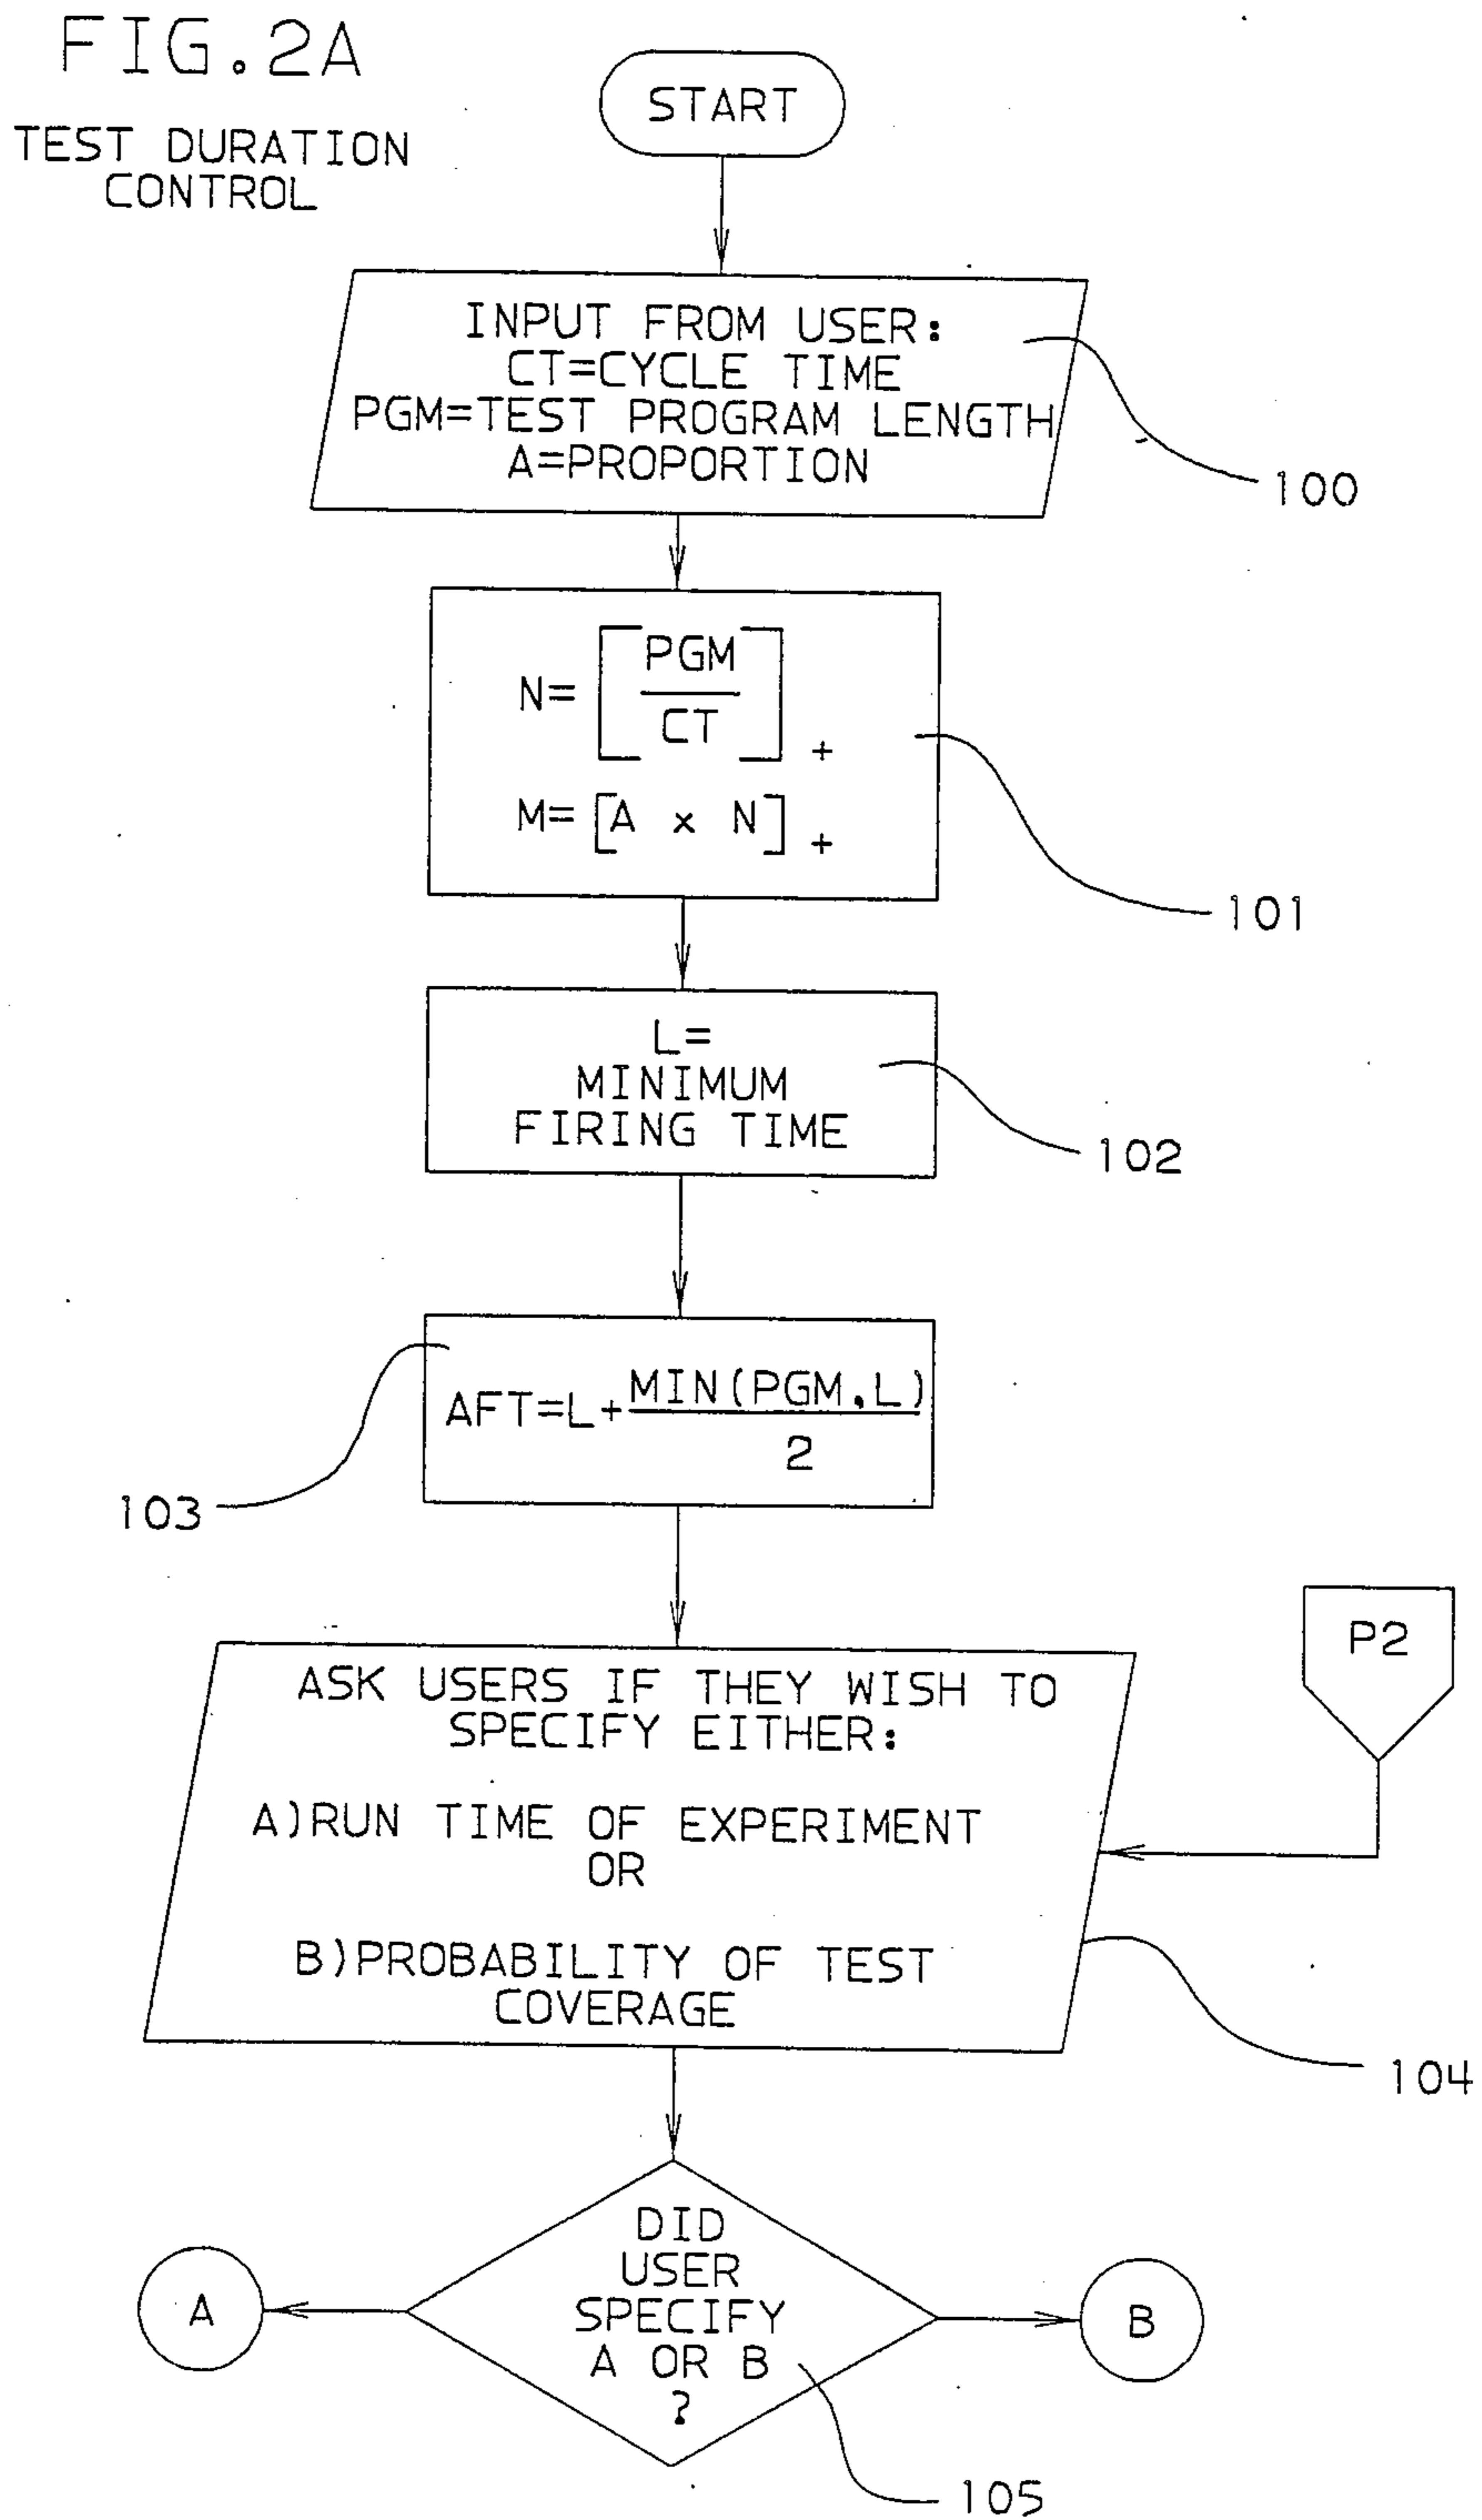 FIG.2A
TEST DURATION
CONTROL
START
INPUT FROM USER:
CT=CYCLE TIME
PGM=TEST PROGRAM LENGTH
A=PROPORTION
100
N= [PGM
CT] +
M= [A x N] +
101
L=
MINIMUM
FIRING TIME
102
AFT=L+MIN(PGM,L)
2
103
P2
ASK USERS IF THEY WISH TO
SPECIFY EITHER:
A)RUN TIME OF EXPERIMENT
OR
B)PROBABILITY OF TEST
COVERAGE
104
DID
USER
SPECIFY
A OR B
?
A
B
105